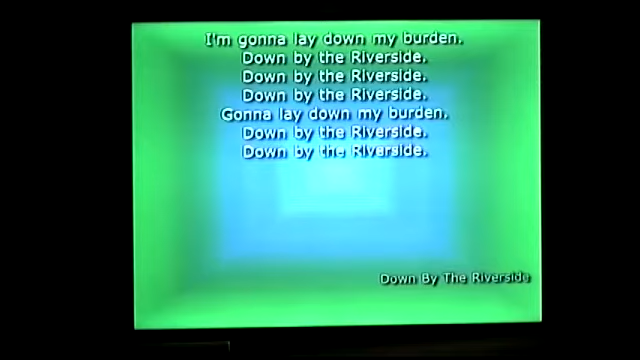 I'm gonna lay down my burden.
Down by the Riverside.
Down by the Riverside.
Down by the Riverside.
Gonna lay down my burden.
Down by the Riverside.
Down by the Riverside.
Down By The Riverside